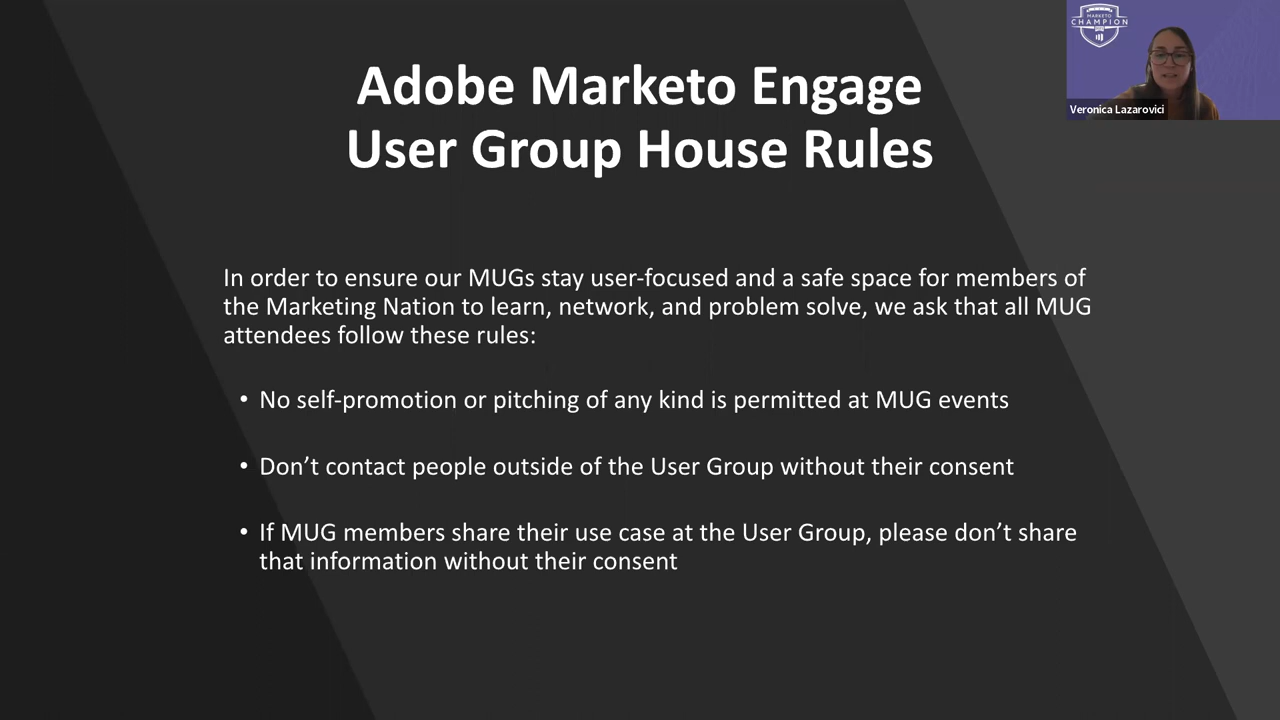 MARKETO
CHAMPION
Veronica Lazarovici
Adobe Marketo Engage
User Group House Rules
In order to ensure our MUGs stay user-focused and a safe space for members of
the Marketing Nation to learn, network, and problem solve, we ask that all MUG
attendees follow these rules:
• No self-promotion or pitching of any kind is permitted at MUG events
• Don’t contact people outside of the User Group without their consent
• If MUG members share their use case at the User Group, please don’t share
that information without their consent